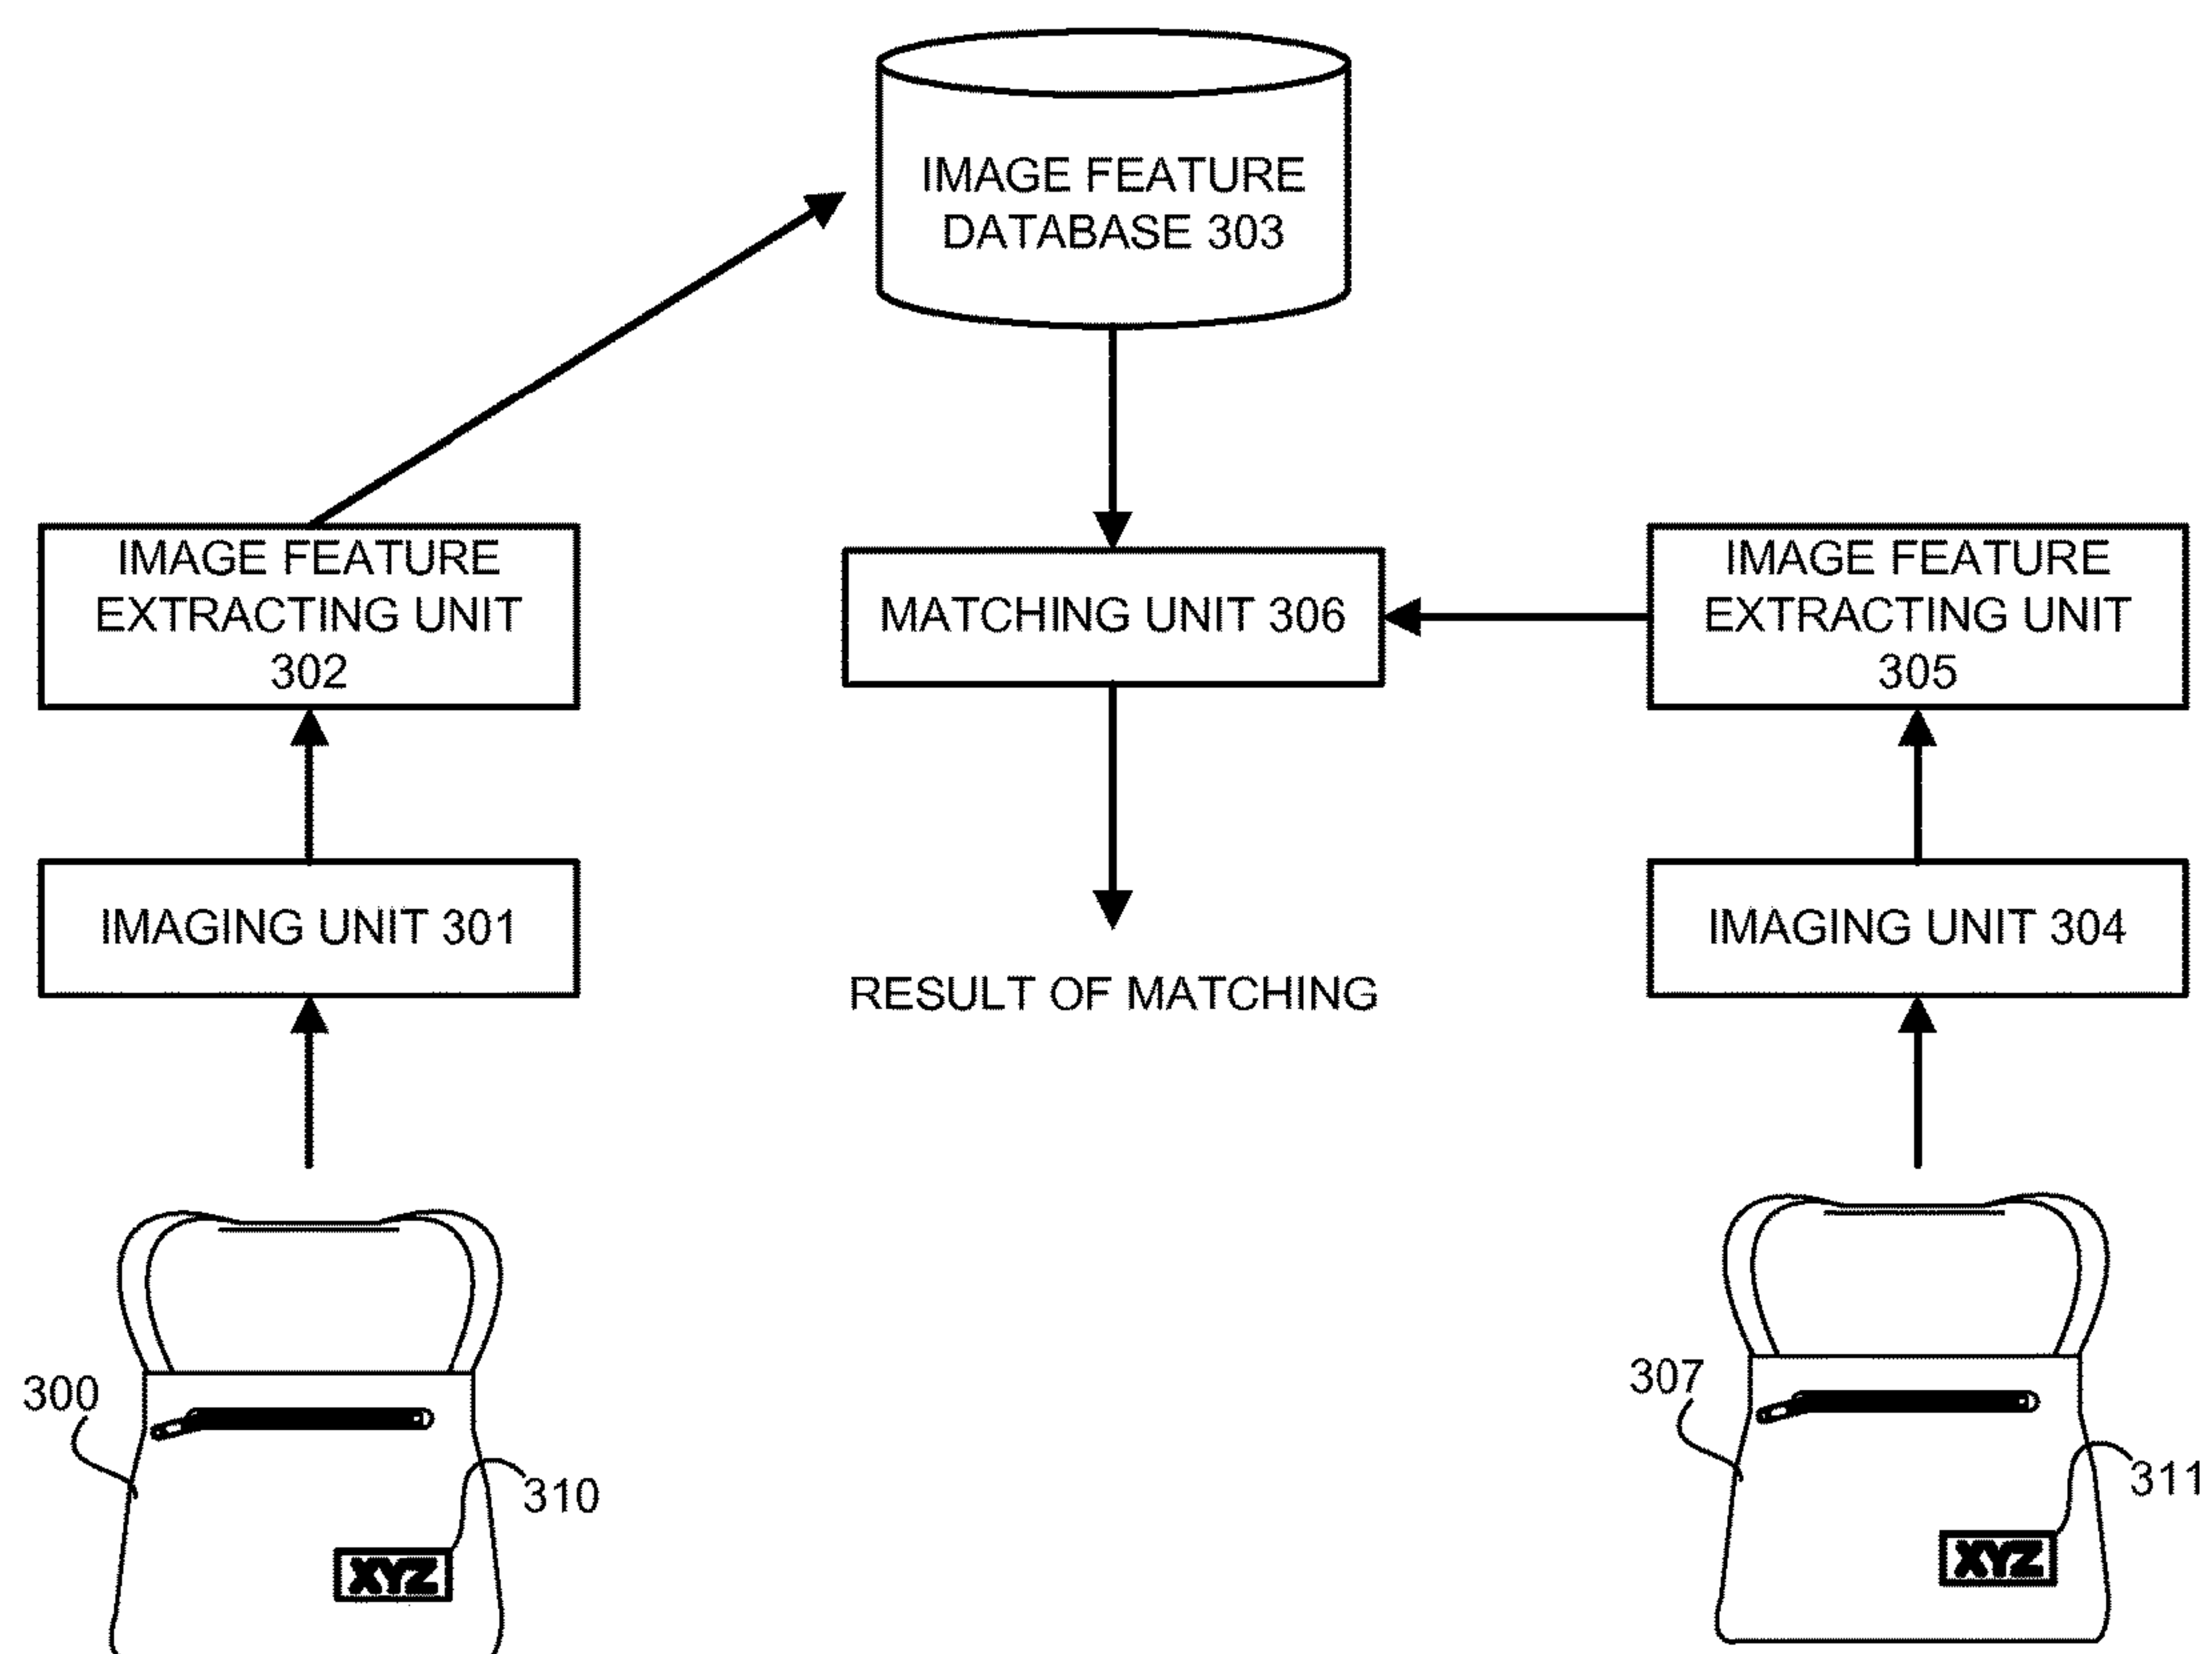 IMAGE FEATURE
DATABASE 303
IMAGE FEATURE
EXTRACTING UNIT
302
MATCHING UNIT 306
IMAGE FEATURE
EXTRACTING UNIT
305
IMAGING UNIT 301
RESULT OF MATCHING
IMAGING UNIT 304
300
310
XYZ
307
311
XYZ